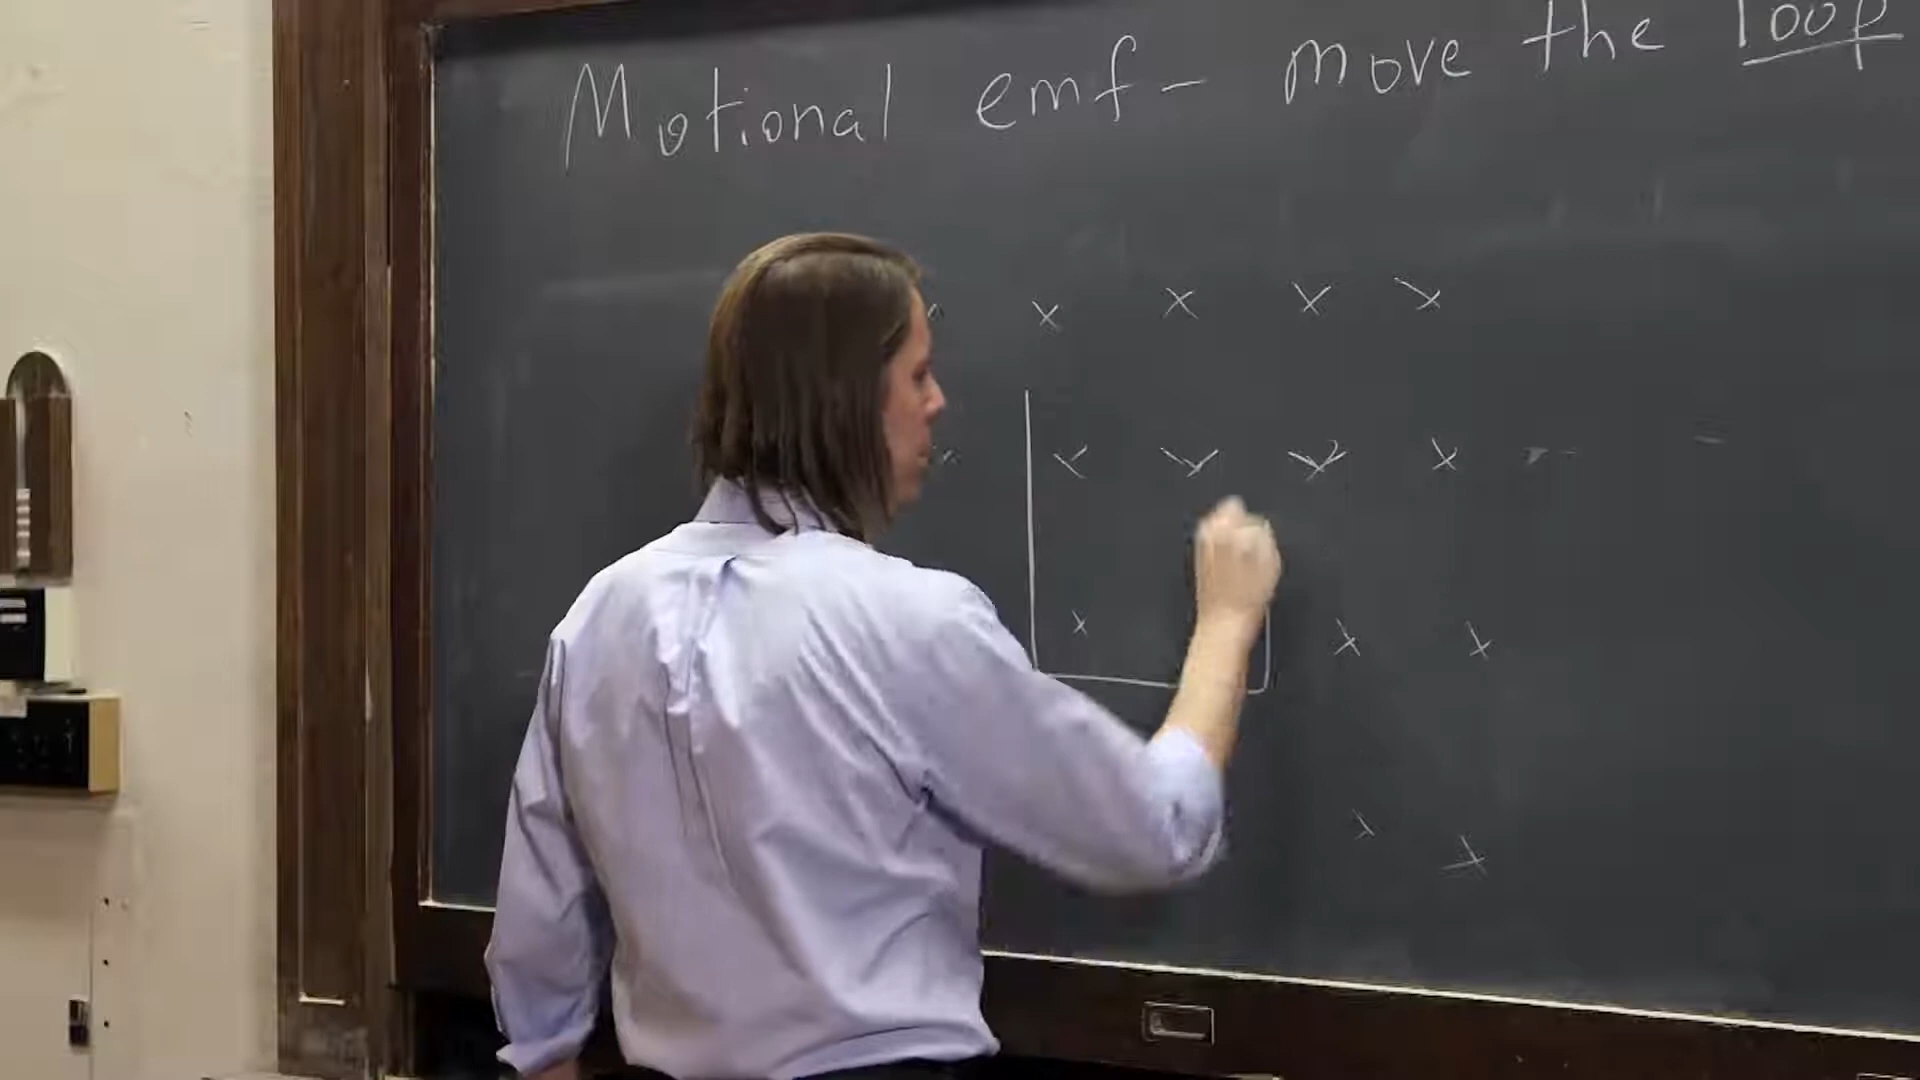 Motional emf - move the loop
x x x x
x x x x
x x x
x x